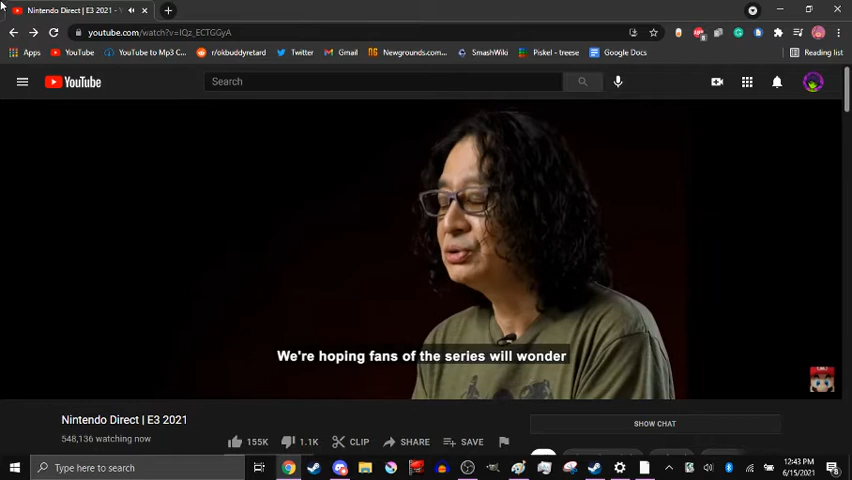 Nintendo Direct | E3 2021 -
youtube.com/watch?v=IQz_ECTGGyA
Apps YouTube YouTube to Mp3 C... r/okbuddyretard Twitter Gmail Newgrounds.com... SmashWiki Piskel - treese Google Docs Reading list
YouTube Search
We're hoping fans of the series will wonder
Nintendo Direct | E3 2021
548,136 watching now
155K 1.1K CLIP SHARE SAVE
SHOW CHAT
Type here to search
12:43 PM
6/15/2021